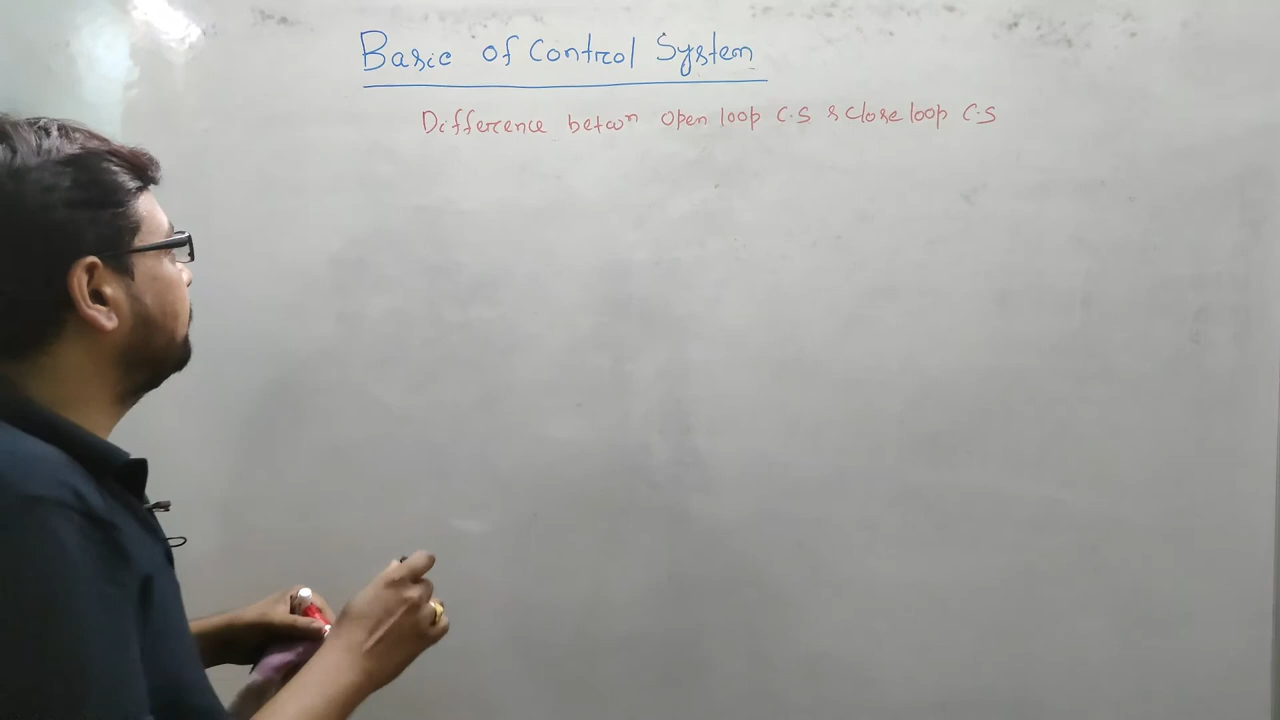 Basic of Control System
Difference betwn Open loop C.S & Close loop C.S